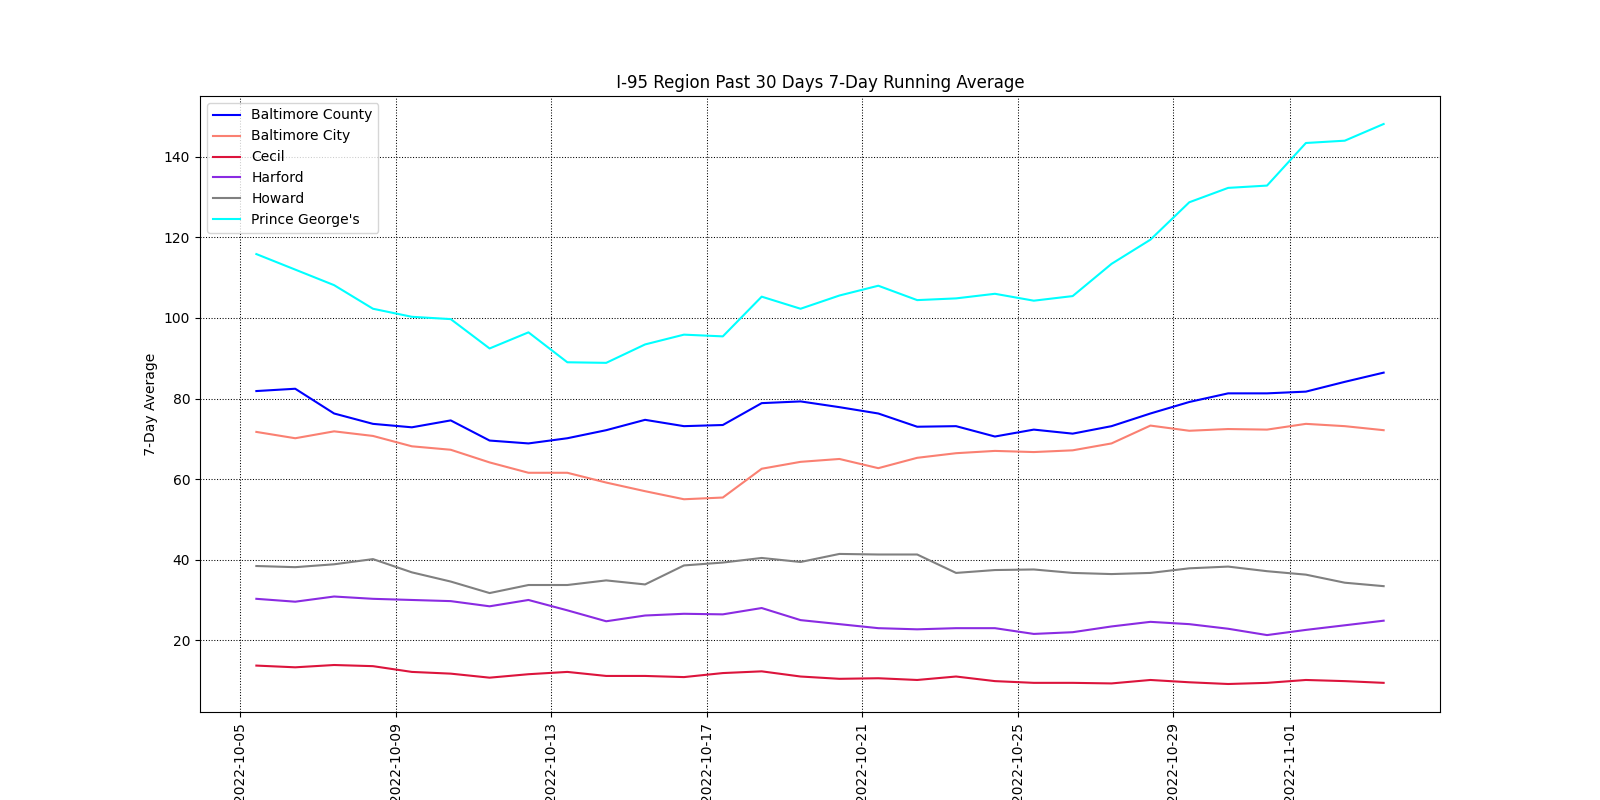 I-95 Region Past 30 Days 7-Day Running Average
Baltimore County
Baltimore City
Cecil
Harford
Howard
Prince George's
140
120
100
80
60
40
20
7-Day Average
2022-10-05
2022-10-09
2022-10-13
2022-10-17
2022-10-21
2022-10-25
2022-10-29
2022-11-01